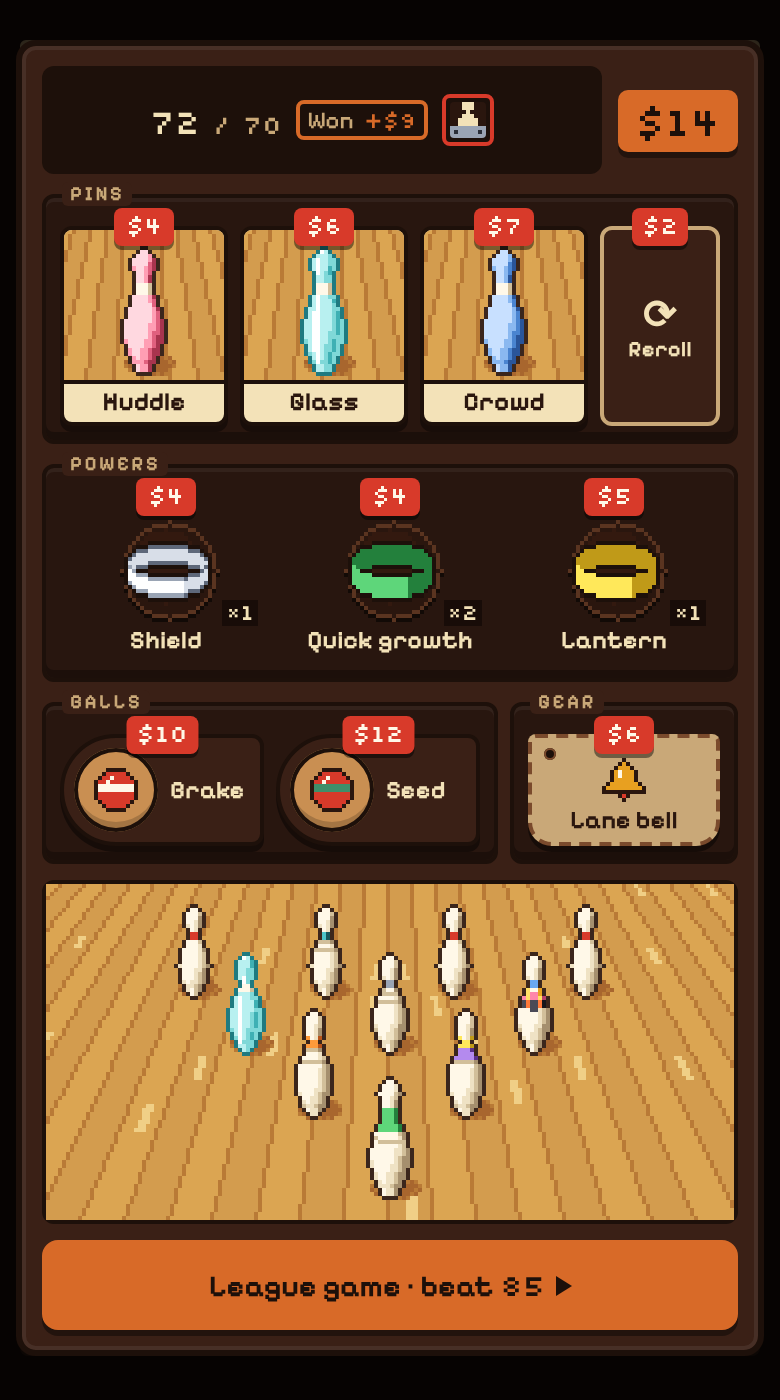 72 / 70 Won +$9
$14
PINS
$4 $6 $7 $2
Huddle Glass Crowd Reroll
POWERS
$4 $4 $5
×1 ×2 ×1
Shield Quick growth Lantern
BALLS GEAR
$10 $12 $6
Brake Seed
Lane bell
League game · beat 85 ▶